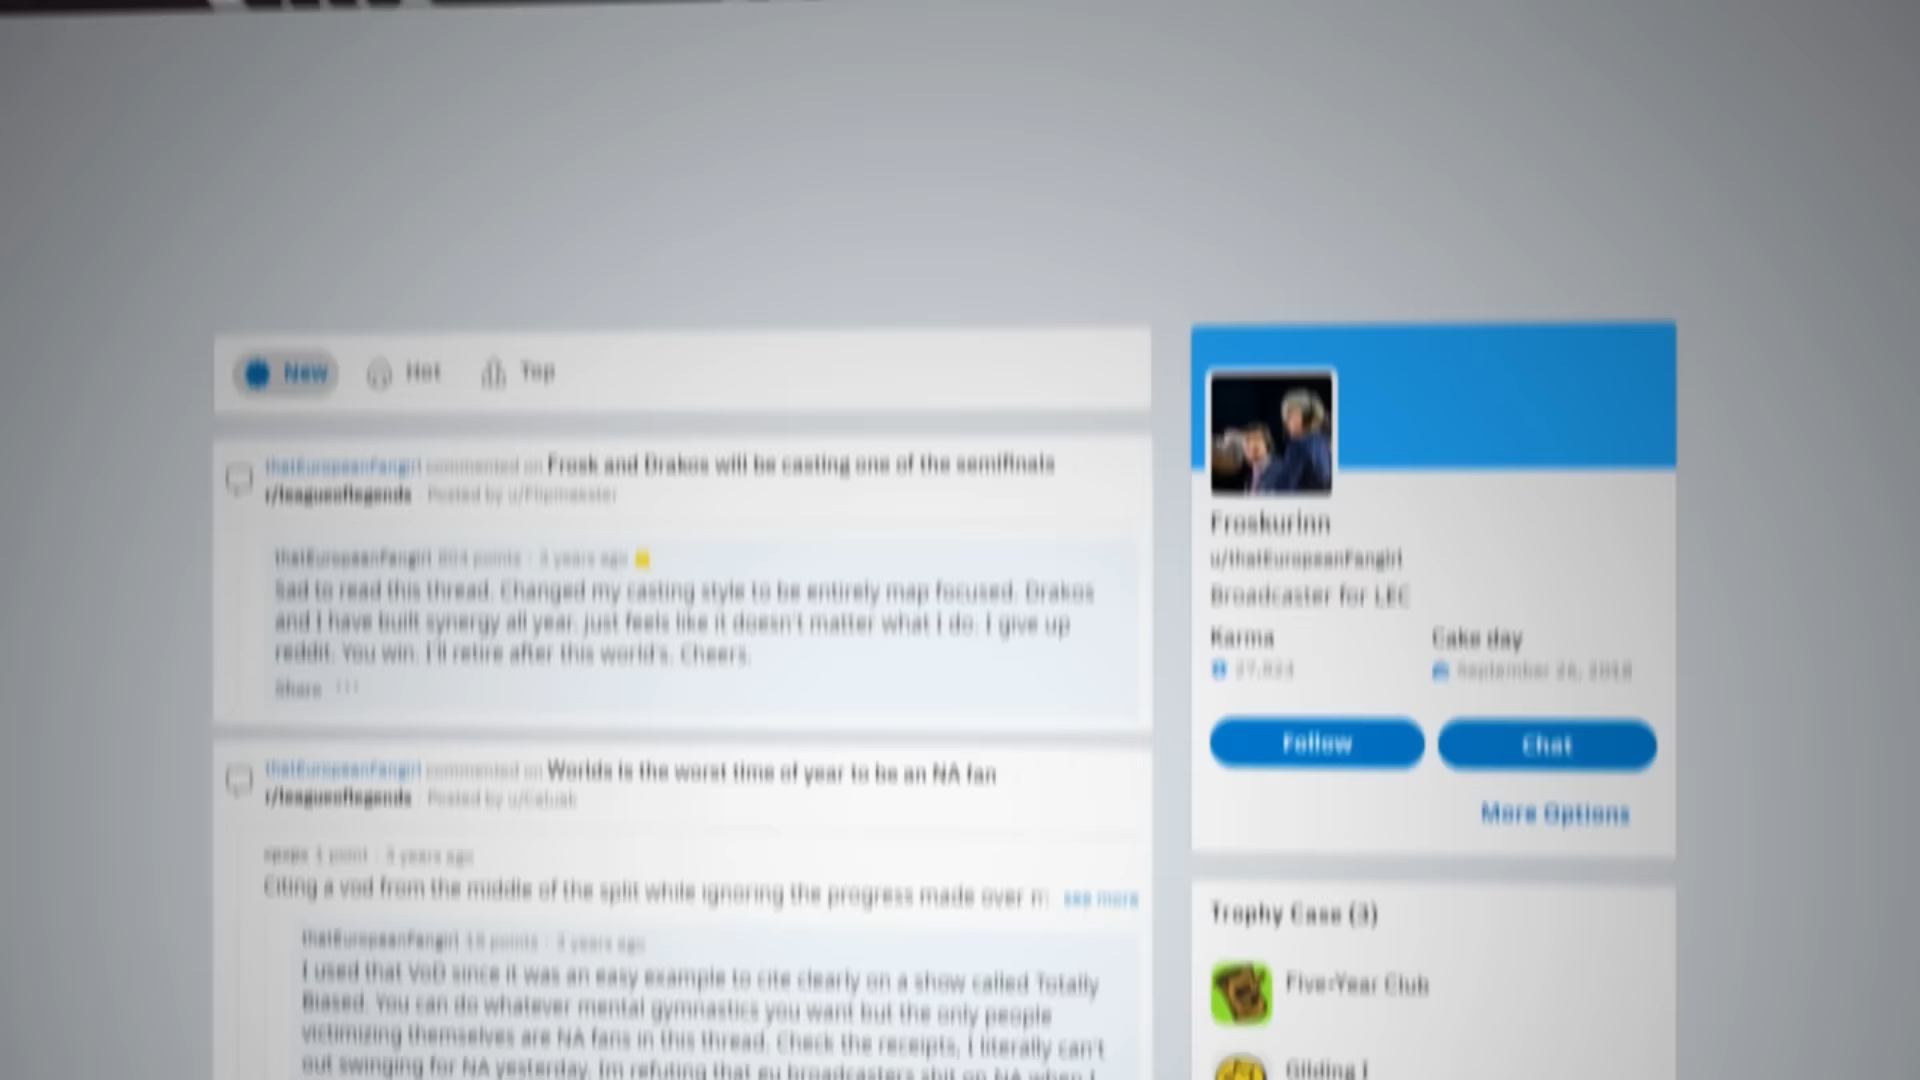 New Hot Top
thatEuropeanFangirl commented on Frosk and Drakos will be casting one of the semifinals
r/leagueoflegends Posted by
thatEuropeanFangirl points · 3 years ago
Sad to read this thread. Changed my casting style to be entirely map focused. Drakos
and I have built synergy all year. Just feels like it doesn't matter what I do. I give up
reddit. You win. I'll retire after this world's. Cheers.
Share ···
thatEuropeanFangirl commented on Worlds is the worst time of year to be an NA fan
r/leagueoflegends Posted by
1 point · 3 years ago
Citing a vod from the middle of the split while ignoring the progress made over m see more
thatEuropeanFangirl points · 3 years ago
I used that VoD since it was an easy example to cite clearly on a show called Totally
Biased. You can do whatever mental gymnastics you want but the only people
victimizing themselves are NA fans in this thread. Check the receipts, I literally can't
out swinging for NA yesterday. Im refuting that eu broadcasters shit on NA when I
Froskurinn
u/thatEuropeanFangirl
Broadcaster for LEC
Karma Cake day
September
Follow Chat
More Options
Trophy Case (3)
Five-Year Club
Gilding I